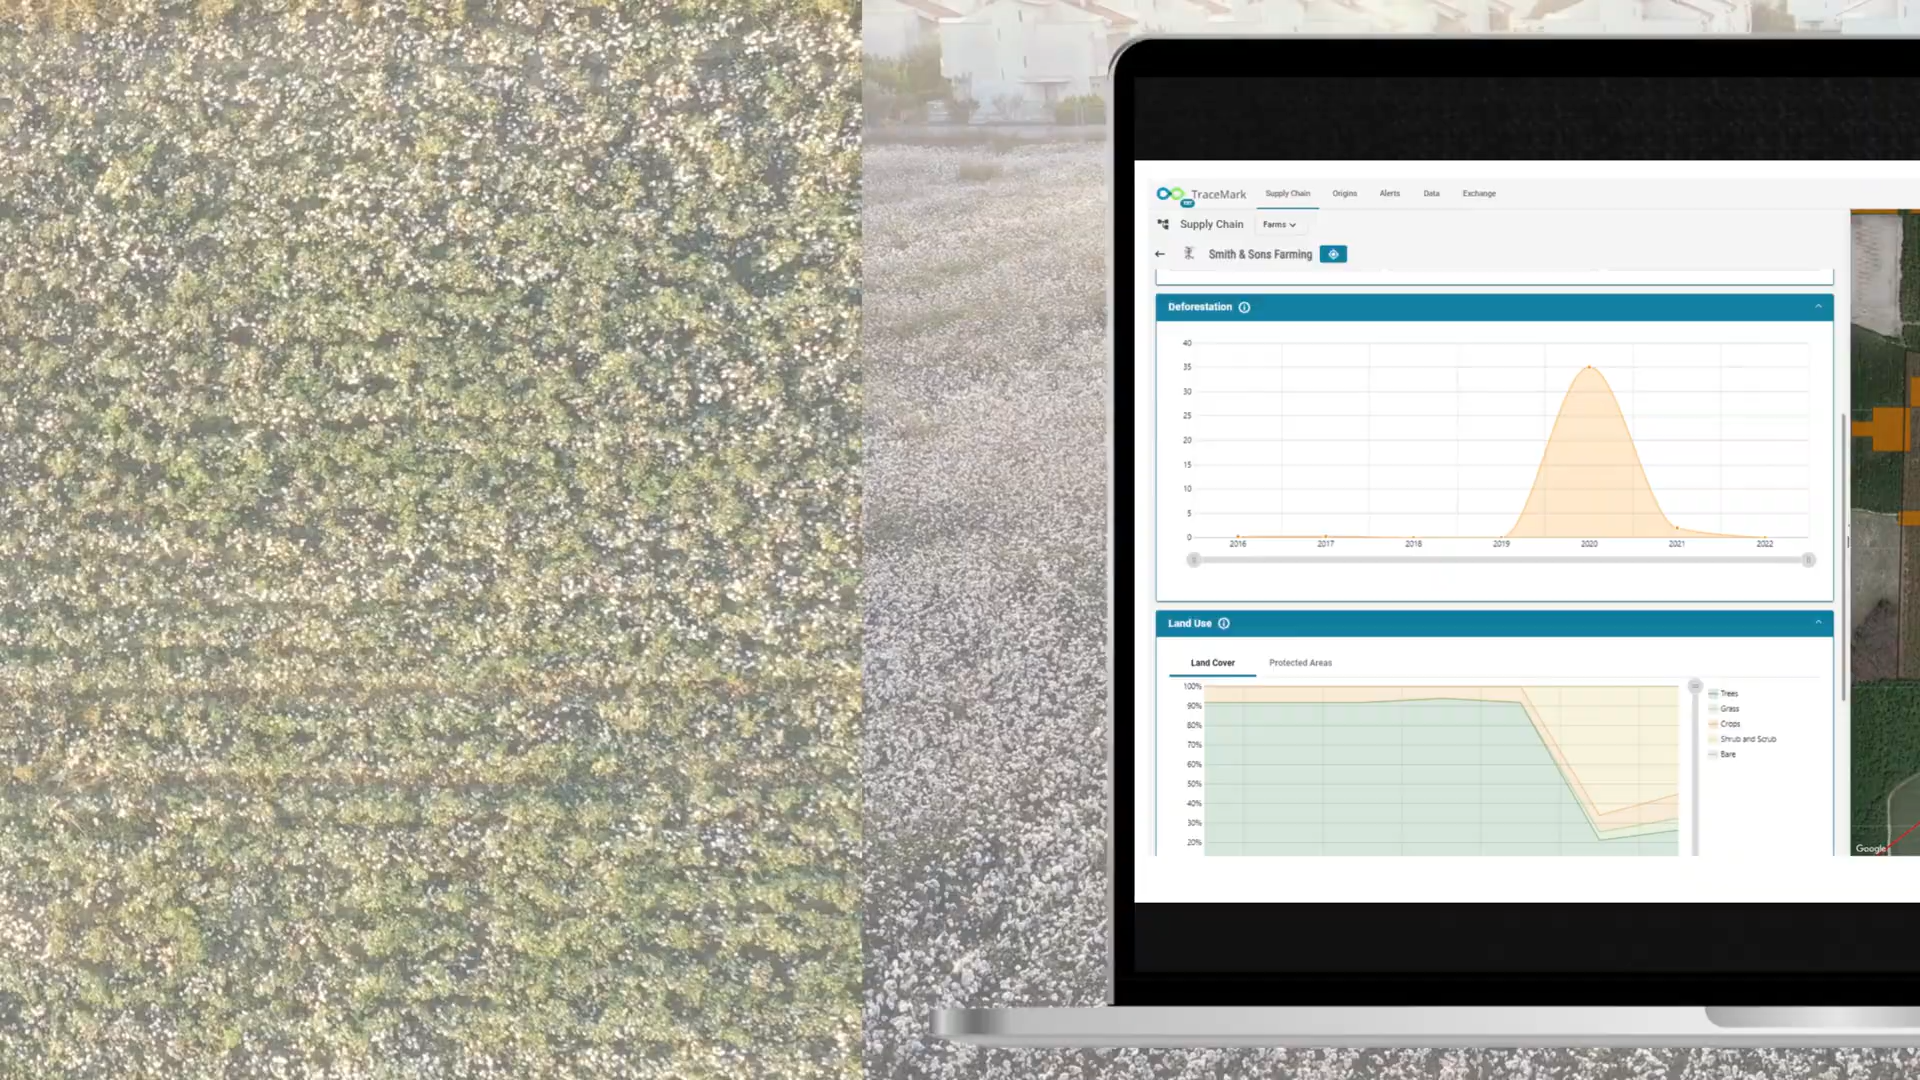 TraceMark
Supply Chain
Origins
Alerts
Data
Exchange
Supply Chain
Farms
Smith & Sons Farming
Deforestation
40
35
30
25
20
15
10
5
0
2016
2017
2018
2019
2020
2021
2022
Land Use
Land Cover
Protected Areas
100%
90%
80%
70%
60%
50%
40%
30%
20%
Trees
Grass
Crops
Shrub and Scrub
Bare
Google